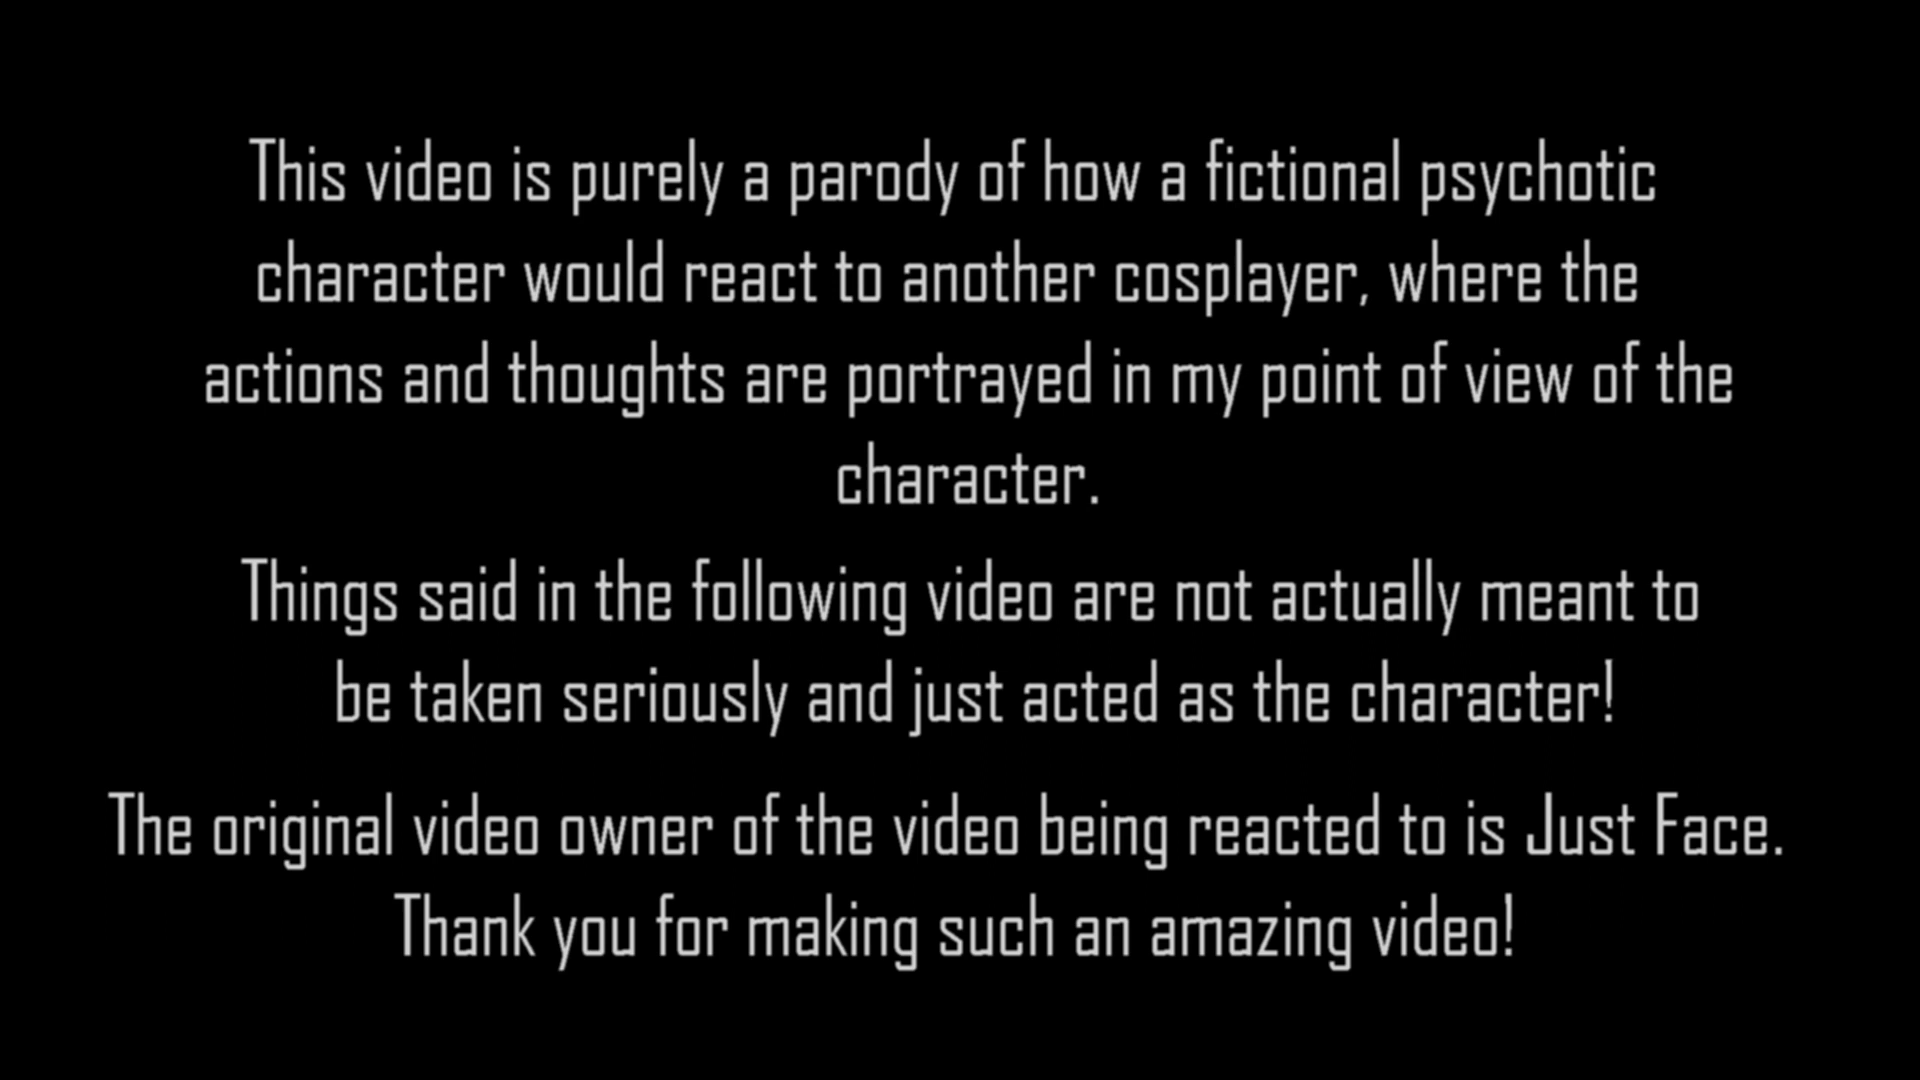 This video is purely a parody of how a fictional psychotic
character would react to another cosplayer, where the
actions and thoughts are portrayed in my point of view of the
character.
Things said in the following video are not actually meant to
be taken seriously and just acted as the character!
The original video owner of the video being reacted to is Just Face.
Thank you for making such an amazing video!